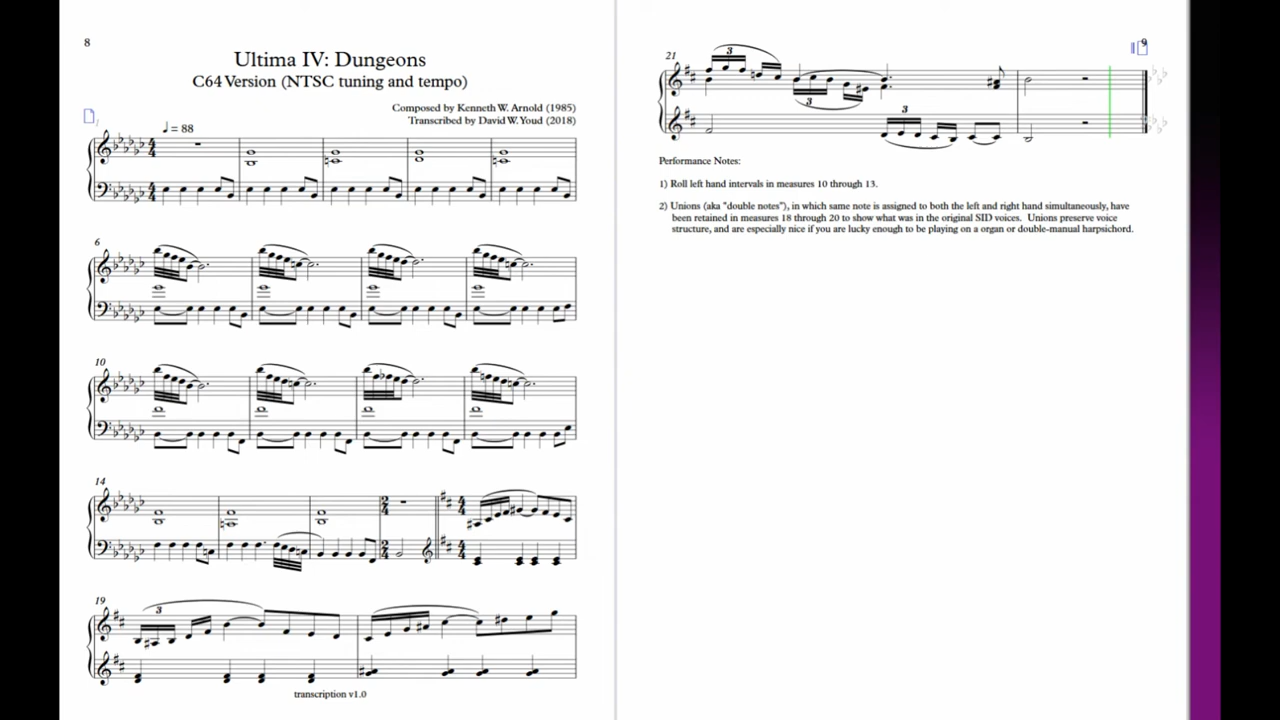 8
Ultima IV: Dungeons
C64 Version (NTSC tuning and tempo)
Composed by Kenneth W. Arnold (1985)
Transcribed by David W. Youd (2018)
♩ = 88
6
10
14
19
3
transcription v1.0
9
21
3
3
3
Performance Notes:
1) Roll left hand intervals in measures 10 through 13.
2) Unions (aka "double notes"), in which same note is assigned to both the left and right hand simultaneously, have
been retained in measures 18 through 20 to show what was in the original SID voices. Unions preserve voice
structure, and are especially nice if you are lucky enough to be playing on a organ or double-manual harpsichord.